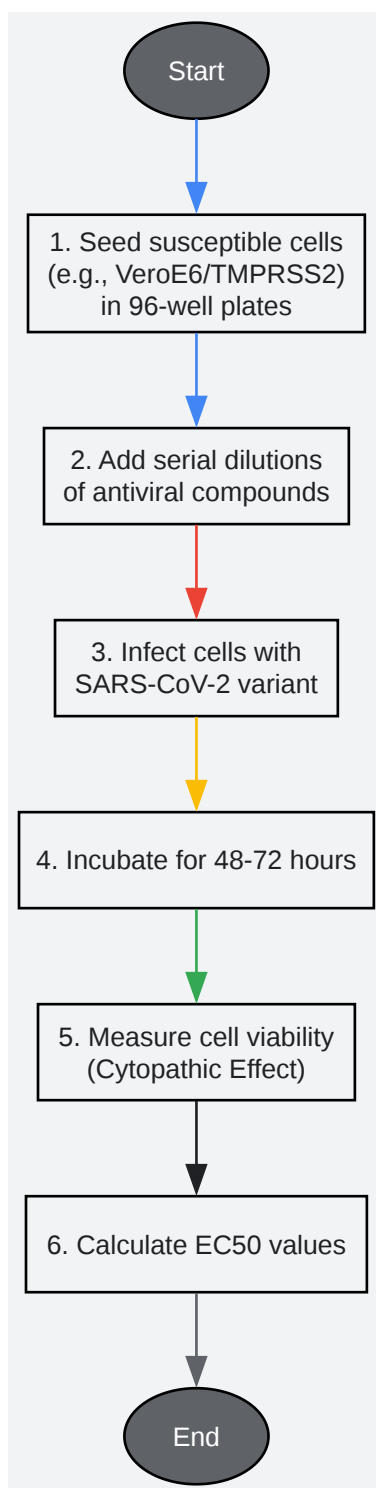 Start
1. Seed susceptible cells
(e.g., VeroE6/TMPRSS2)
in 96-well plates
2. Add serial dilutions
of antiviral compounds
3. Infect cells with
SARS-CoV-2 variant
4. Incubate for 48-72 hours
5. Measure cell viability
(Cytopathic Effect)
6. Calculate EC50 values
End